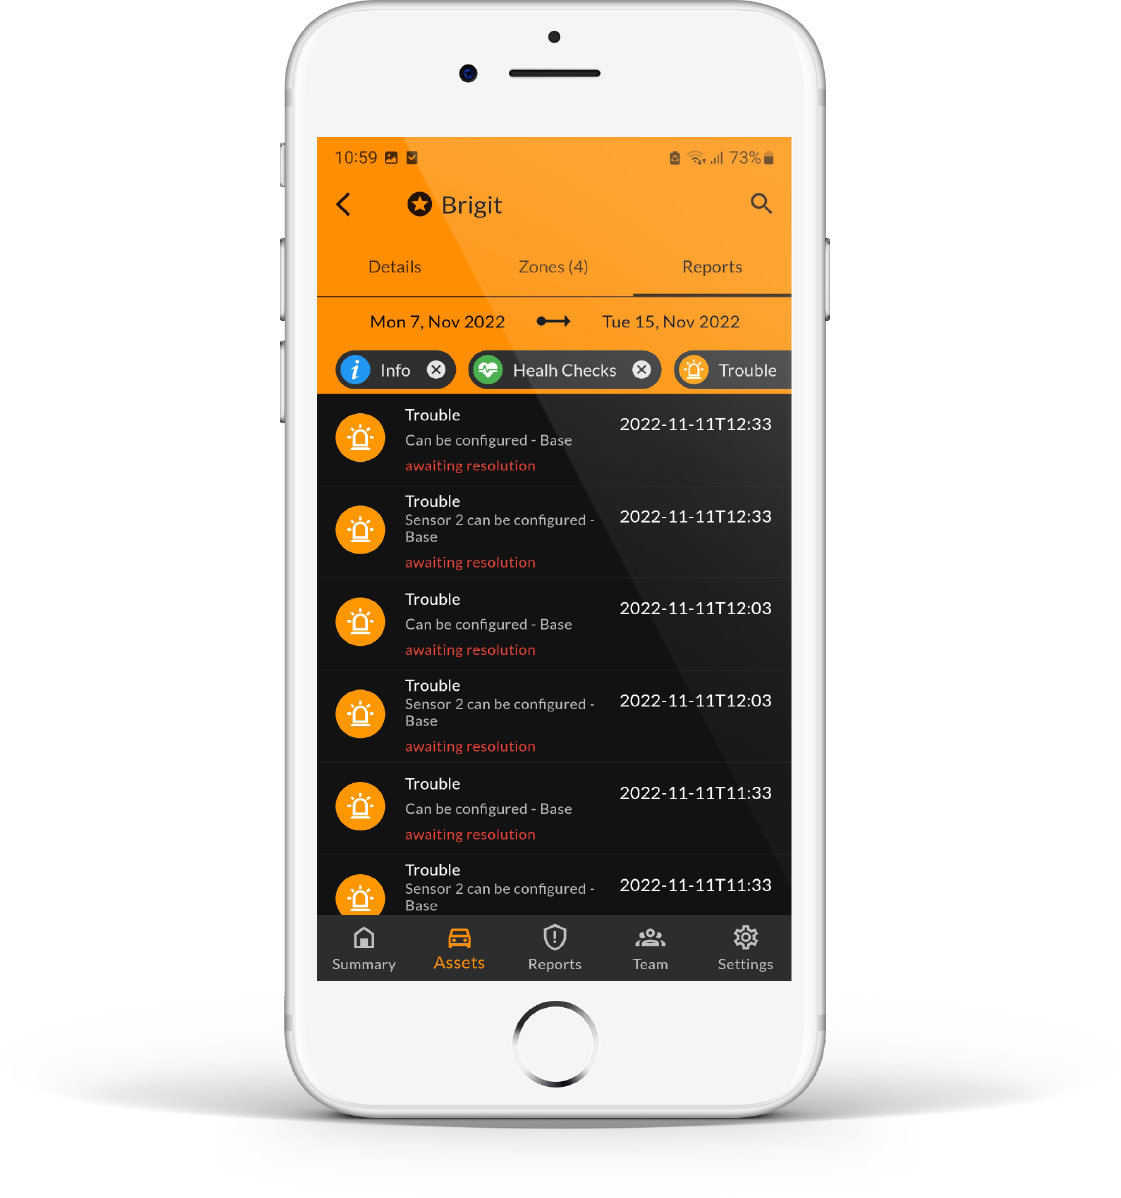 10:59 73%
Brigit
Details Zones (4) Reports
Mon 7, Nov 2022 Tue 15, Nov 2022
i Info Healh Checks Trouble
Trouble
2022-11-11T12:33
Can be configured - Base
awaiting resolution
Trouble
2022-11-11T12:33
Sensor 2 can be configured -
Base
awaiting resolution
Trouble
2022-11-11T12:03
Can be configured - Base
awaiting resolution
Trouble
2022-11-11T12:03
Sensor 2 can be configured -
Base
awaiting resolution
Trouble
2022-11-11T11:33
Can be configured - Base
awaiting resolution
Trouble
2022-11-11T11:33
Sensor 2 can be configured -
Base
Summary Assets Reports Team Settings